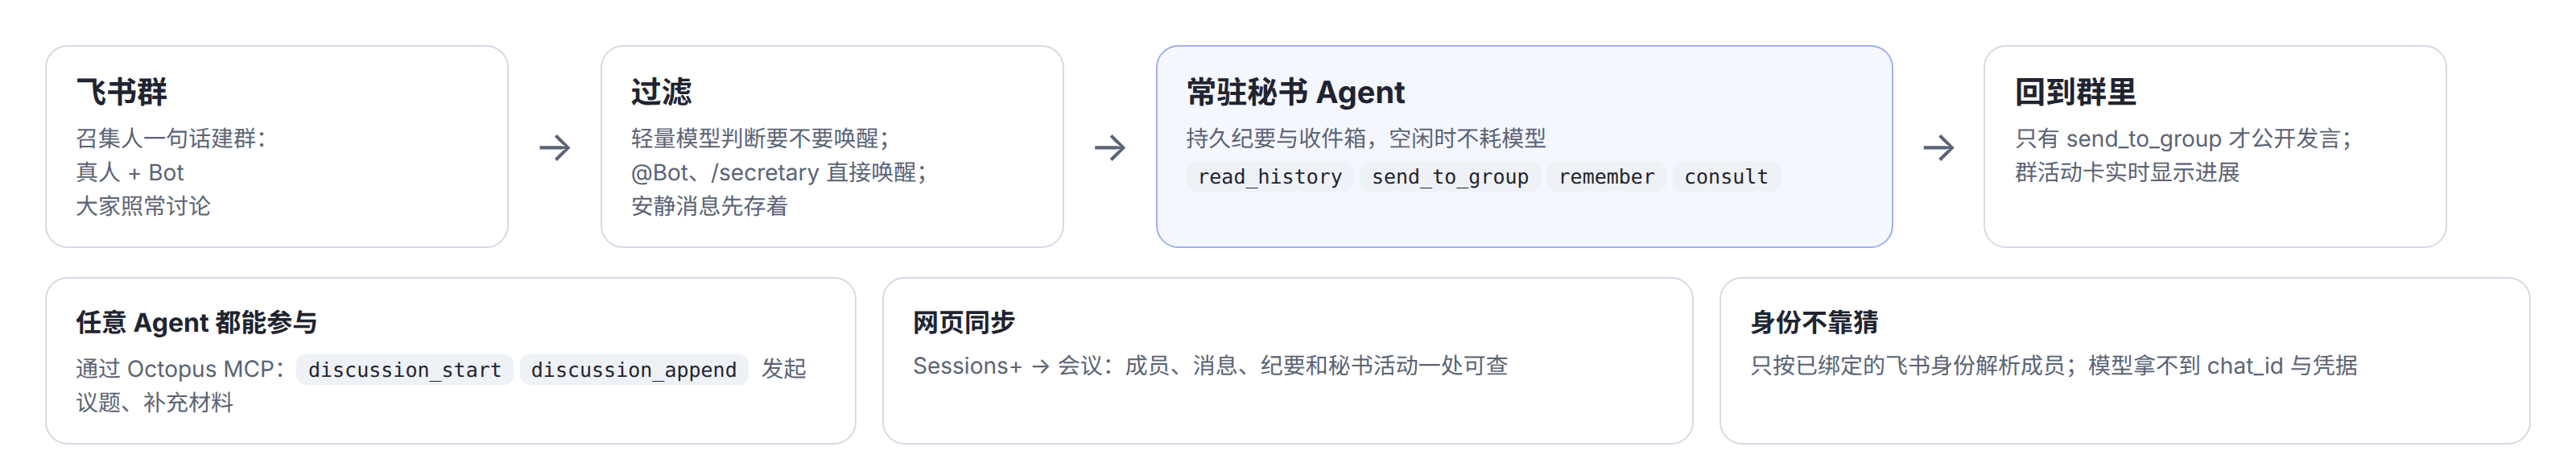 飞书群
召集人一句话建群：
真人 + Bot
大家照常讨论
→
过滤
轻量模型判断要不要唤醒；
@Bot、/secretary 直接唤醒；
安静消息先存着
→
常驻秘书 Agent
持久纪要与收件箱，空闲时不耗模型
read_history send_to_group remember consult
→
回到群里
只有 send_to_group 才公开发言；
群活动卡实时显示进展
任意 Agent 都能参与
通过 Octopus MCP：discussion_start discussion_append 发起
议题、补充材料
网页同步
Sessions+ → 会议：成员、消息、纪要和秘书活动一处可查
身份不靠猜
只按已绑定的飞书身份解析成员；模型拿不到 chat_id 与凭据